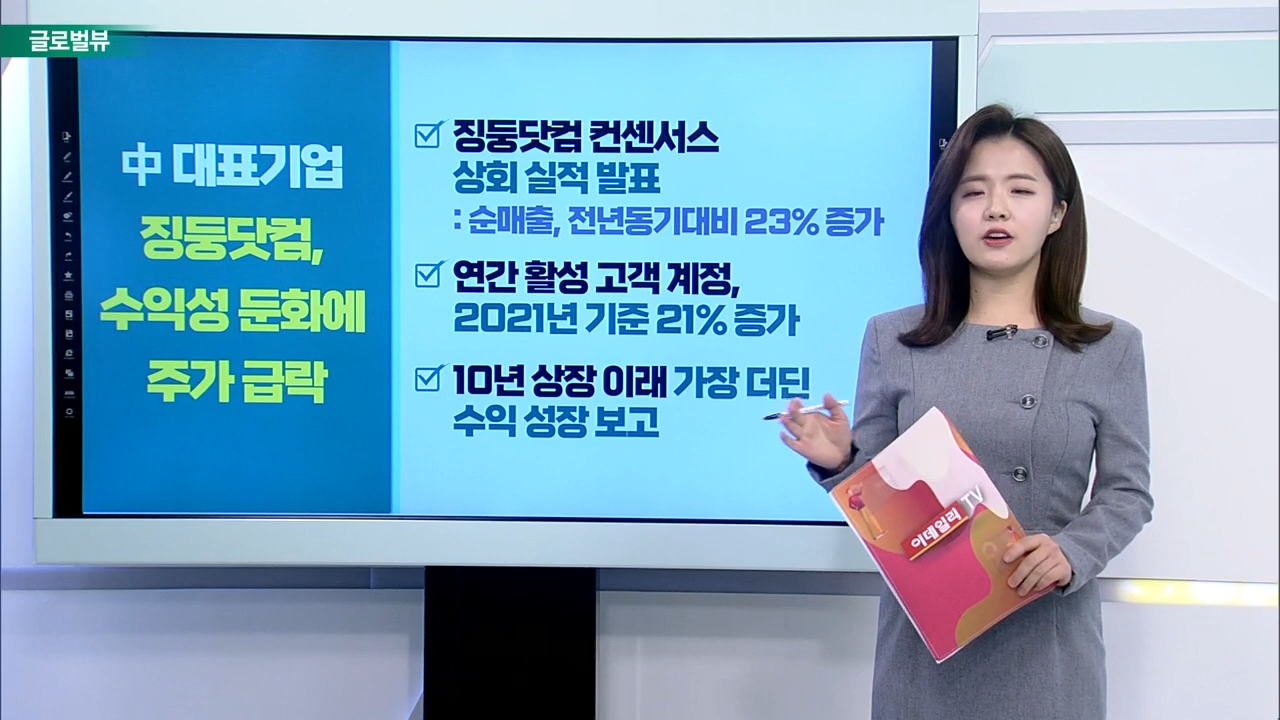 글로벌뷰
中 대표기업
징둥닷컴,
수익성 둔화에
주가 급락
징둥닷컴 컨센서스
상회 실적 발표
: 순매출, 전년동기대비 23% 증가
연간 활성 고객 계정,
2021년 기준 21% 증가
10년 상장 이래 가장 더딘
수익 성장 보고
이데일리 TV